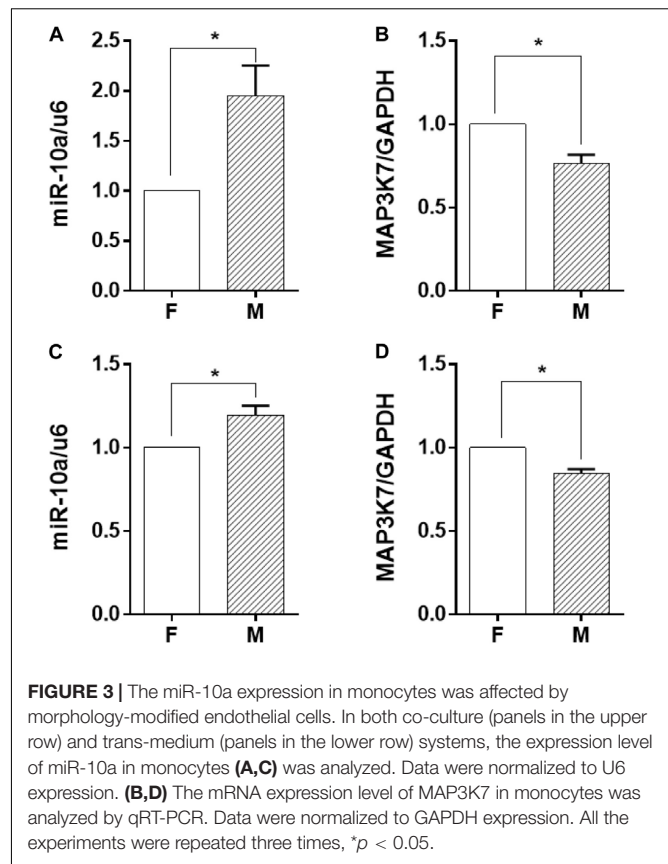 A
B
*
*
miR-10a/u6
2.5
2.0
1.5
1.0
0.5
0.0
F M
MAP3K7/GAPDH
1.5
1.0
0.5
0.0
F M
C
D
*
*
miR-10a/u6
1.5
1.0
0.5
0.0
F M
MAP3K7/GAPDH
1.5
1.0
0.5
0.0
F M
FIGURE 3 | The miR-10a expression in monocytes was affected by
morphology-modified endothelial cells. In both co-culture (panels in the upper
row) and trans-medium (panels in the lower row) systems, the expression level
of miR-10a in monocytes (A,C) was analyzed. Data were normalized to U6
expression. (B,D) The mRNA expression level of MAP3K7 in monocytes was
analyzed by qRT-PCR. Data were normalized to GAPDH expression. All the
experiments were repeated three times, *p < 0.05.